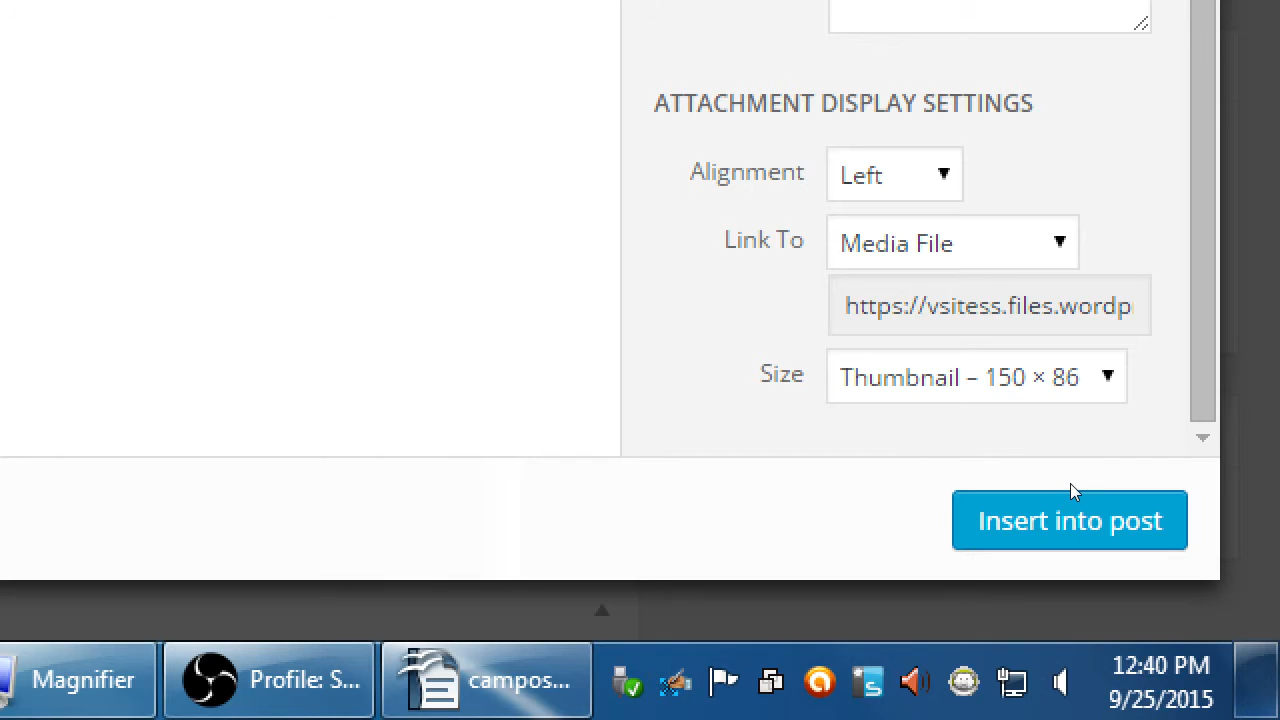 ATTACHMENT DISPLAY SETTINGS
Alignment Left
Link To Media File
https://vsitess.files.wordp
Size Thumbnail – 150 × 86
Insert into post
Magnifier
Profile: S...
campos...
12:40 PM
9/25/2015